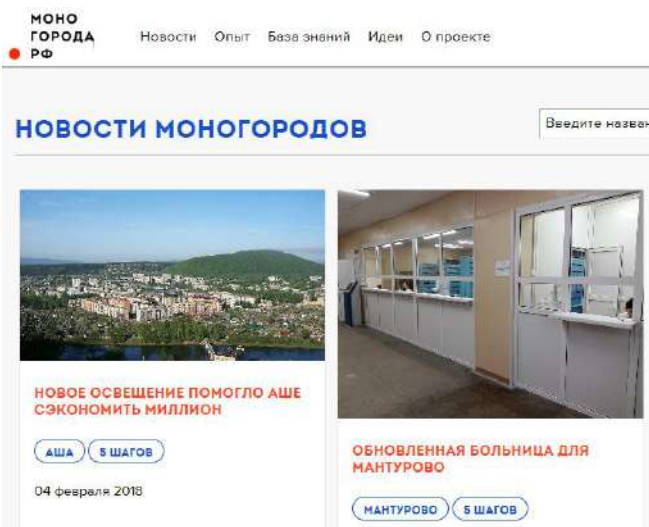 МОНО
ГОРОДА
РФ
Новости Опыт База знаний Идеи О проекте
НОВОСТИ МОНОГОРОДОВ
Введите
НОВОЕ ОСВЕЩЕНИЕ ПОМОГЛО АШЕ
СЭКОНОМИТЬ МИЛЛИОН
АША 5 ШАГОВ
04 февраля 2018
ОБНОВЛЕННАЯ БОЛЬНИЦА ДЛЯ
МАНТУРОВО
МАНТУРОВО 5 ШАГОВ